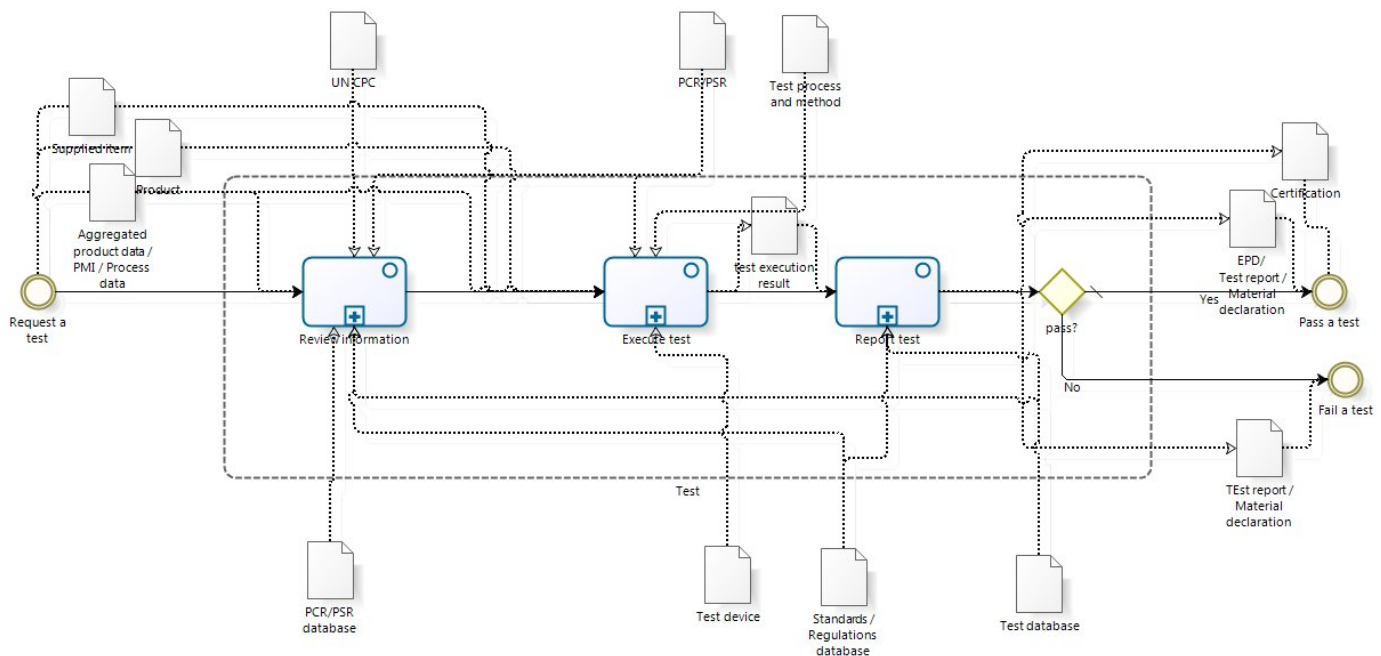 UN CPC
PCR/PSR
Test process
and method
Supplied item
Product
Aggregated
product data /
PMI / Process
data
Certification
test execution
result
EPD/
Test report /
Material
declaration
Request a
test
Review information
Execute test
Report test
pass?
Yes
Pass a test
No
Fail a test
Test
TEst report /
Material
declaration
PCR/PSR
database
Test device
Standards /
Regulations
database
Test database